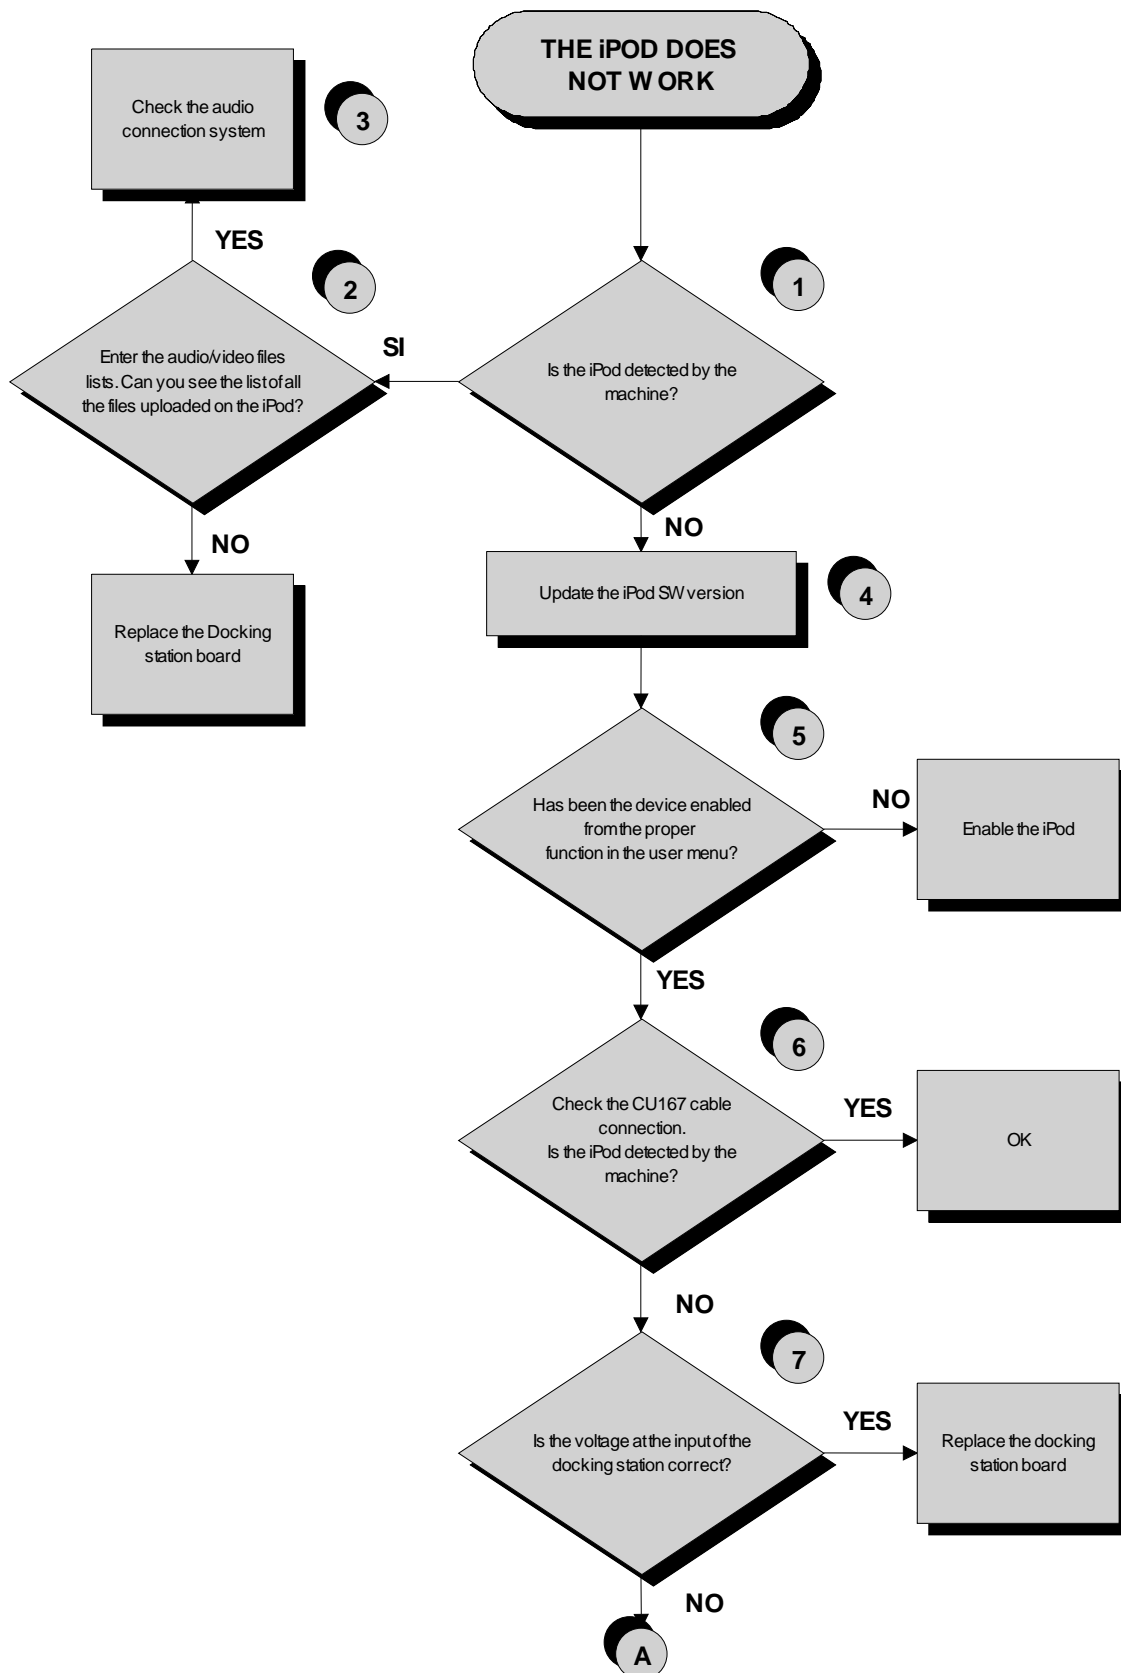 THE iPOD DOES
NOT WORK
Check the audio
connection system
3
YES
2
1
Enter the audio/video files
lists. Can you see the list of all
the files uploaded on the iPod?
SI
Is the iPod detected by the
machine?
NO
NO
Replace the Docking
station board
Update the iPod SW version
4
5
Has been the device enabled
from the proper
function in the user menu?
NO
Enable the iPod
YES
6
Check the CU167 cable
connection.
Is the iPod detected by the
machine?
YES
OK
NO
7
Is the voltage at the input of the
docking station correct?
YES
Replace the docking
station board
NO
A